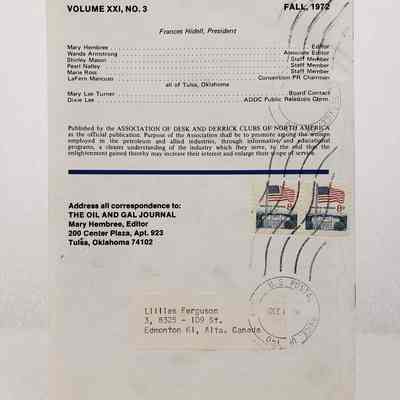 VOLUME XXI, NO. 3 FALL, 1972
Frances Hidell, President
Mary Hembree Editor
Wanda Armstrong Associate Editor
Shirley Mason Staff Member
Pearl Nalley Staff Member
Marie Ross Staff Member
LaFern Mancuso Convention PR Chairman
all of Tulsa, Oklahoma
Mary Lee Turner Board Contact
Dixie Lee ADDC Public Relations Chrm.
Published by the ASSOCIATION OF DESK AND DERRICK CLUBS OF NORTH AMERICA
as the official publication. Purpose of the Association shall be to promote among the women
employed in the petroleum and allied industries, through informative and educational
programs, a clearer understanding of the industry which they serve, to the end that the
enlightenment gained thereby may increase their interest and enlarge their scope of service.
Address all correspondence to:
THE OIL AND GAL JOURNAL
Mary Hembree, Editor
200 Center Plaza, Apt. 923
Tulsa, Oklahoma 74102
8c 8c
U.S. POSTAL
Lillies Ferguson
3, 8325 - 109 St.
Edmonton 61, Alta. Canada